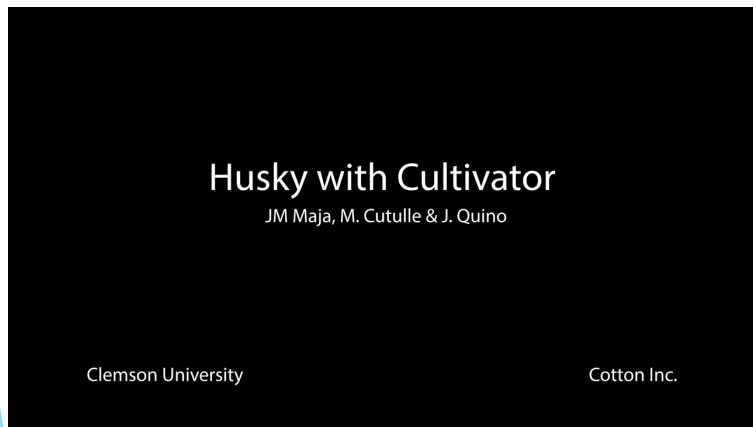 Husky with Cultivator
JM Maja, M. Cutulle & J. Quino
Clemson University
Cotton Inc.